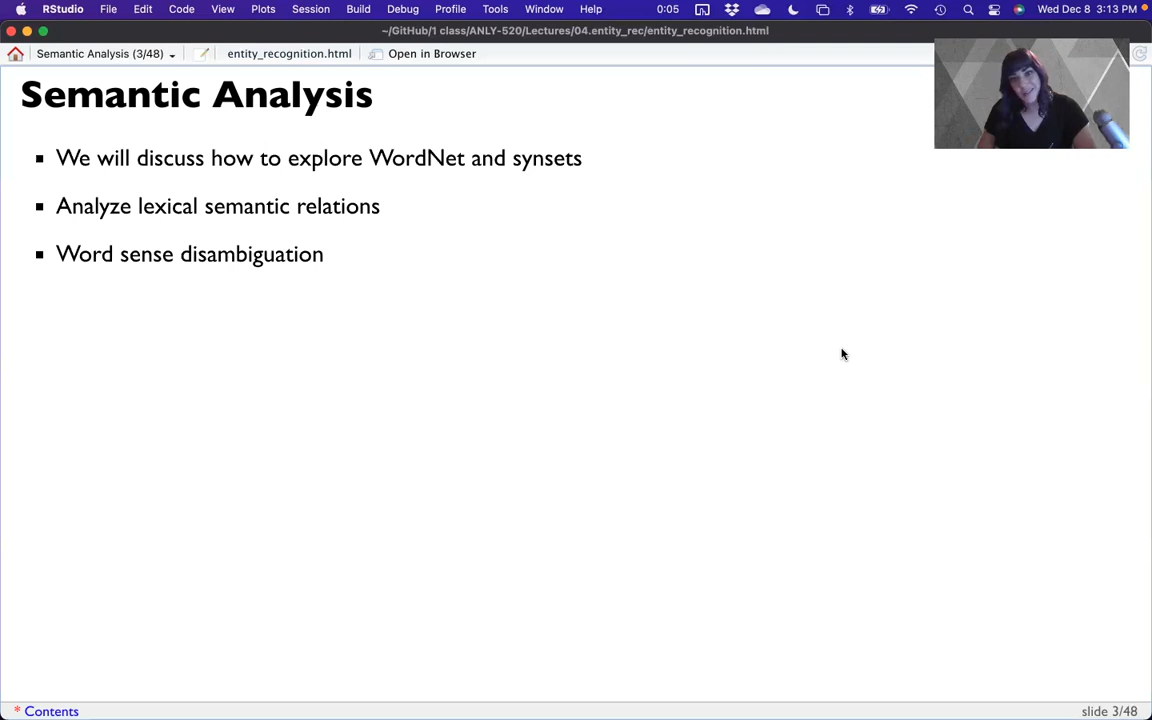 RStudio File Edit Code View Plots Session Build Debug Profile Tools Window Help 0:05 Wed Dec 8 3:13 PM
~/GitHub/1 class/ANLY-520/Lectures/04.entity_rec/entity_recognition.html
Semantic Analysis (3/48) entity_recognition.html Open in Browser
Semantic Analysis
We will discuss how to explore WordNet and synsets
Analyze lexical semantic relations
Word sense disambiguation
* Contents slide 3/48